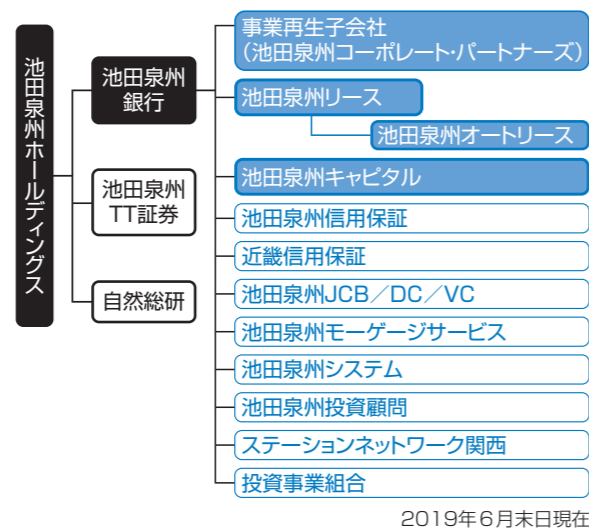 池田泉州ホールディングス
池田泉州
銀行
池田泉州
TT証券
自然総研
事業再生子会社
（池田泉州コーポレート・パートナーズ）
池田泉州リース
池田泉州オートリース
池田泉州キャピタル
池田泉州信用保証
近畿信用保証
池田泉州JCB／DC／VC
池田泉州モーゲージサービス
池田泉州システム
池田泉州投資顧問
ステーションネットワーク関西
投資事業組合
2019年6月末日現在